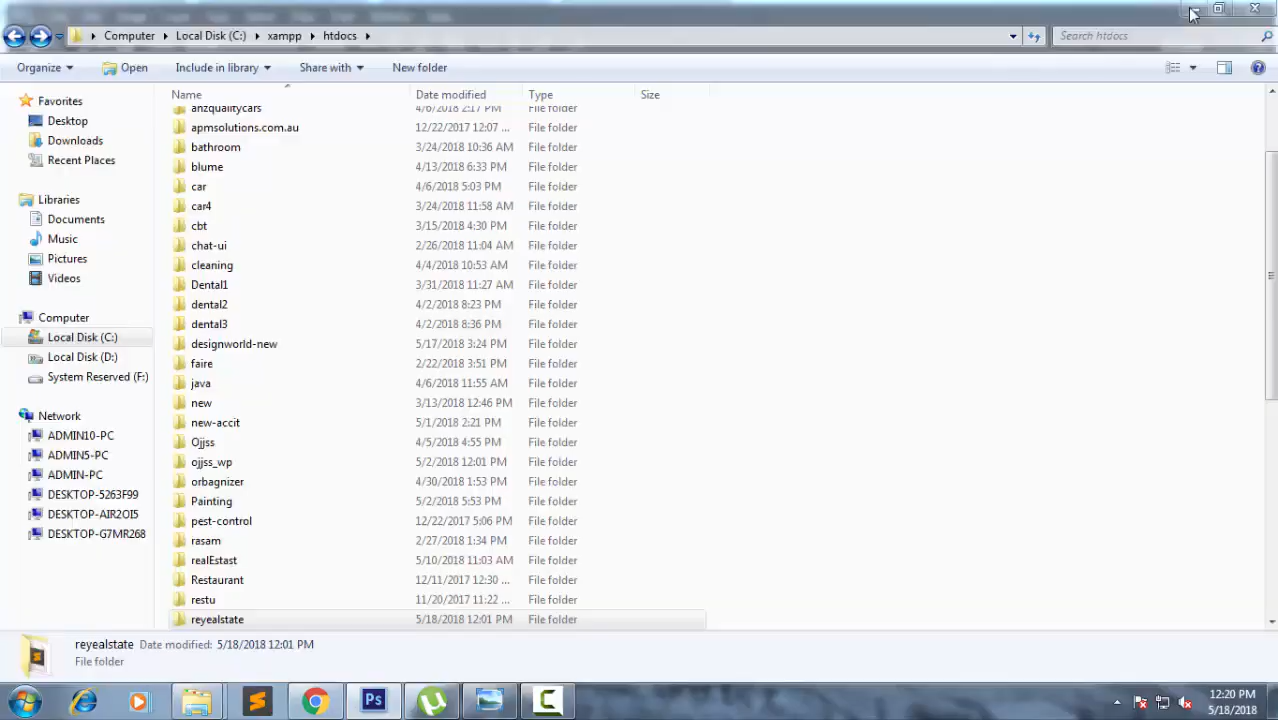 Computer Local Disk (C:) xampp htdocs Search htdocs
Organize Open Include in library Share with New folder
Name Date modified Type Size
Favorites
Desktop
Downloads
Recent Places
Libraries
Documents
Music
Pictures
Videos
Computer
Local Disk (C:)
Local Disk (D:)
System Reserved (F:)
Network
ADMIN10-PC
ADMIN5-PC
ADMIN-PC
DESKTOP-5263F99
DESKTOP-AIR2OI5
DESKTOP-G7MR268
anzqualitycars 4/6/2018 2:17 PM File folder
apmsolutions.com.au 12/22/2017 12:07 ... File folder
bathroom 3/24/2018 10:36 AM File folder
blume 4/13/2018 6:33 PM File folder
car 4/6/2018 5:03 PM File folder
car4 3/24/2018 11:58 AM File folder
cbt 3/15/2018 4:30 PM File folder
chat-ui 2/26/2018 11:04 AM File folder
cleaning 4/4/2018 10:53 AM File folder
Dental1 3/31/2018 11:27 AM File folder
dental2 4/2/2018 8:23 PM File folder
dental3 4/2/2018 8:36 PM File folder
designworld-new 5/17/2018 3:24 PM File folder
faire 2/22/2018 3:51 PM File folder
java 4/6/2018 11:55 AM File folder
new 3/13/2018 12:46 PM File folder
new-accit 5/1/2018 2:21 PM File folder
Ojjss 4/5/2018 4:55 PM File folder
ojjss_wp 5/2/2018 12:01 PM File folder
orbagnizer 4/30/2018 1:53 PM File folder
Painting 5/2/2018 5:53 PM File folder
pest-control 12/22/2017 5:06 PM File folder
rasam 2/27/2018 1:34 PM File folder
realEstast 5/10/2018 11:03 AM File folder
Restaurant 12/11/2017 12:30 ... File folder
restu 11/20/2017 11:22 ... File folder
reyealstate 5/18/2018 12:01 PM File folder
reyealstate Date modified: 5/18/2018 12:01 PM
File folder
Ps
12:20 PM
5/18/2018